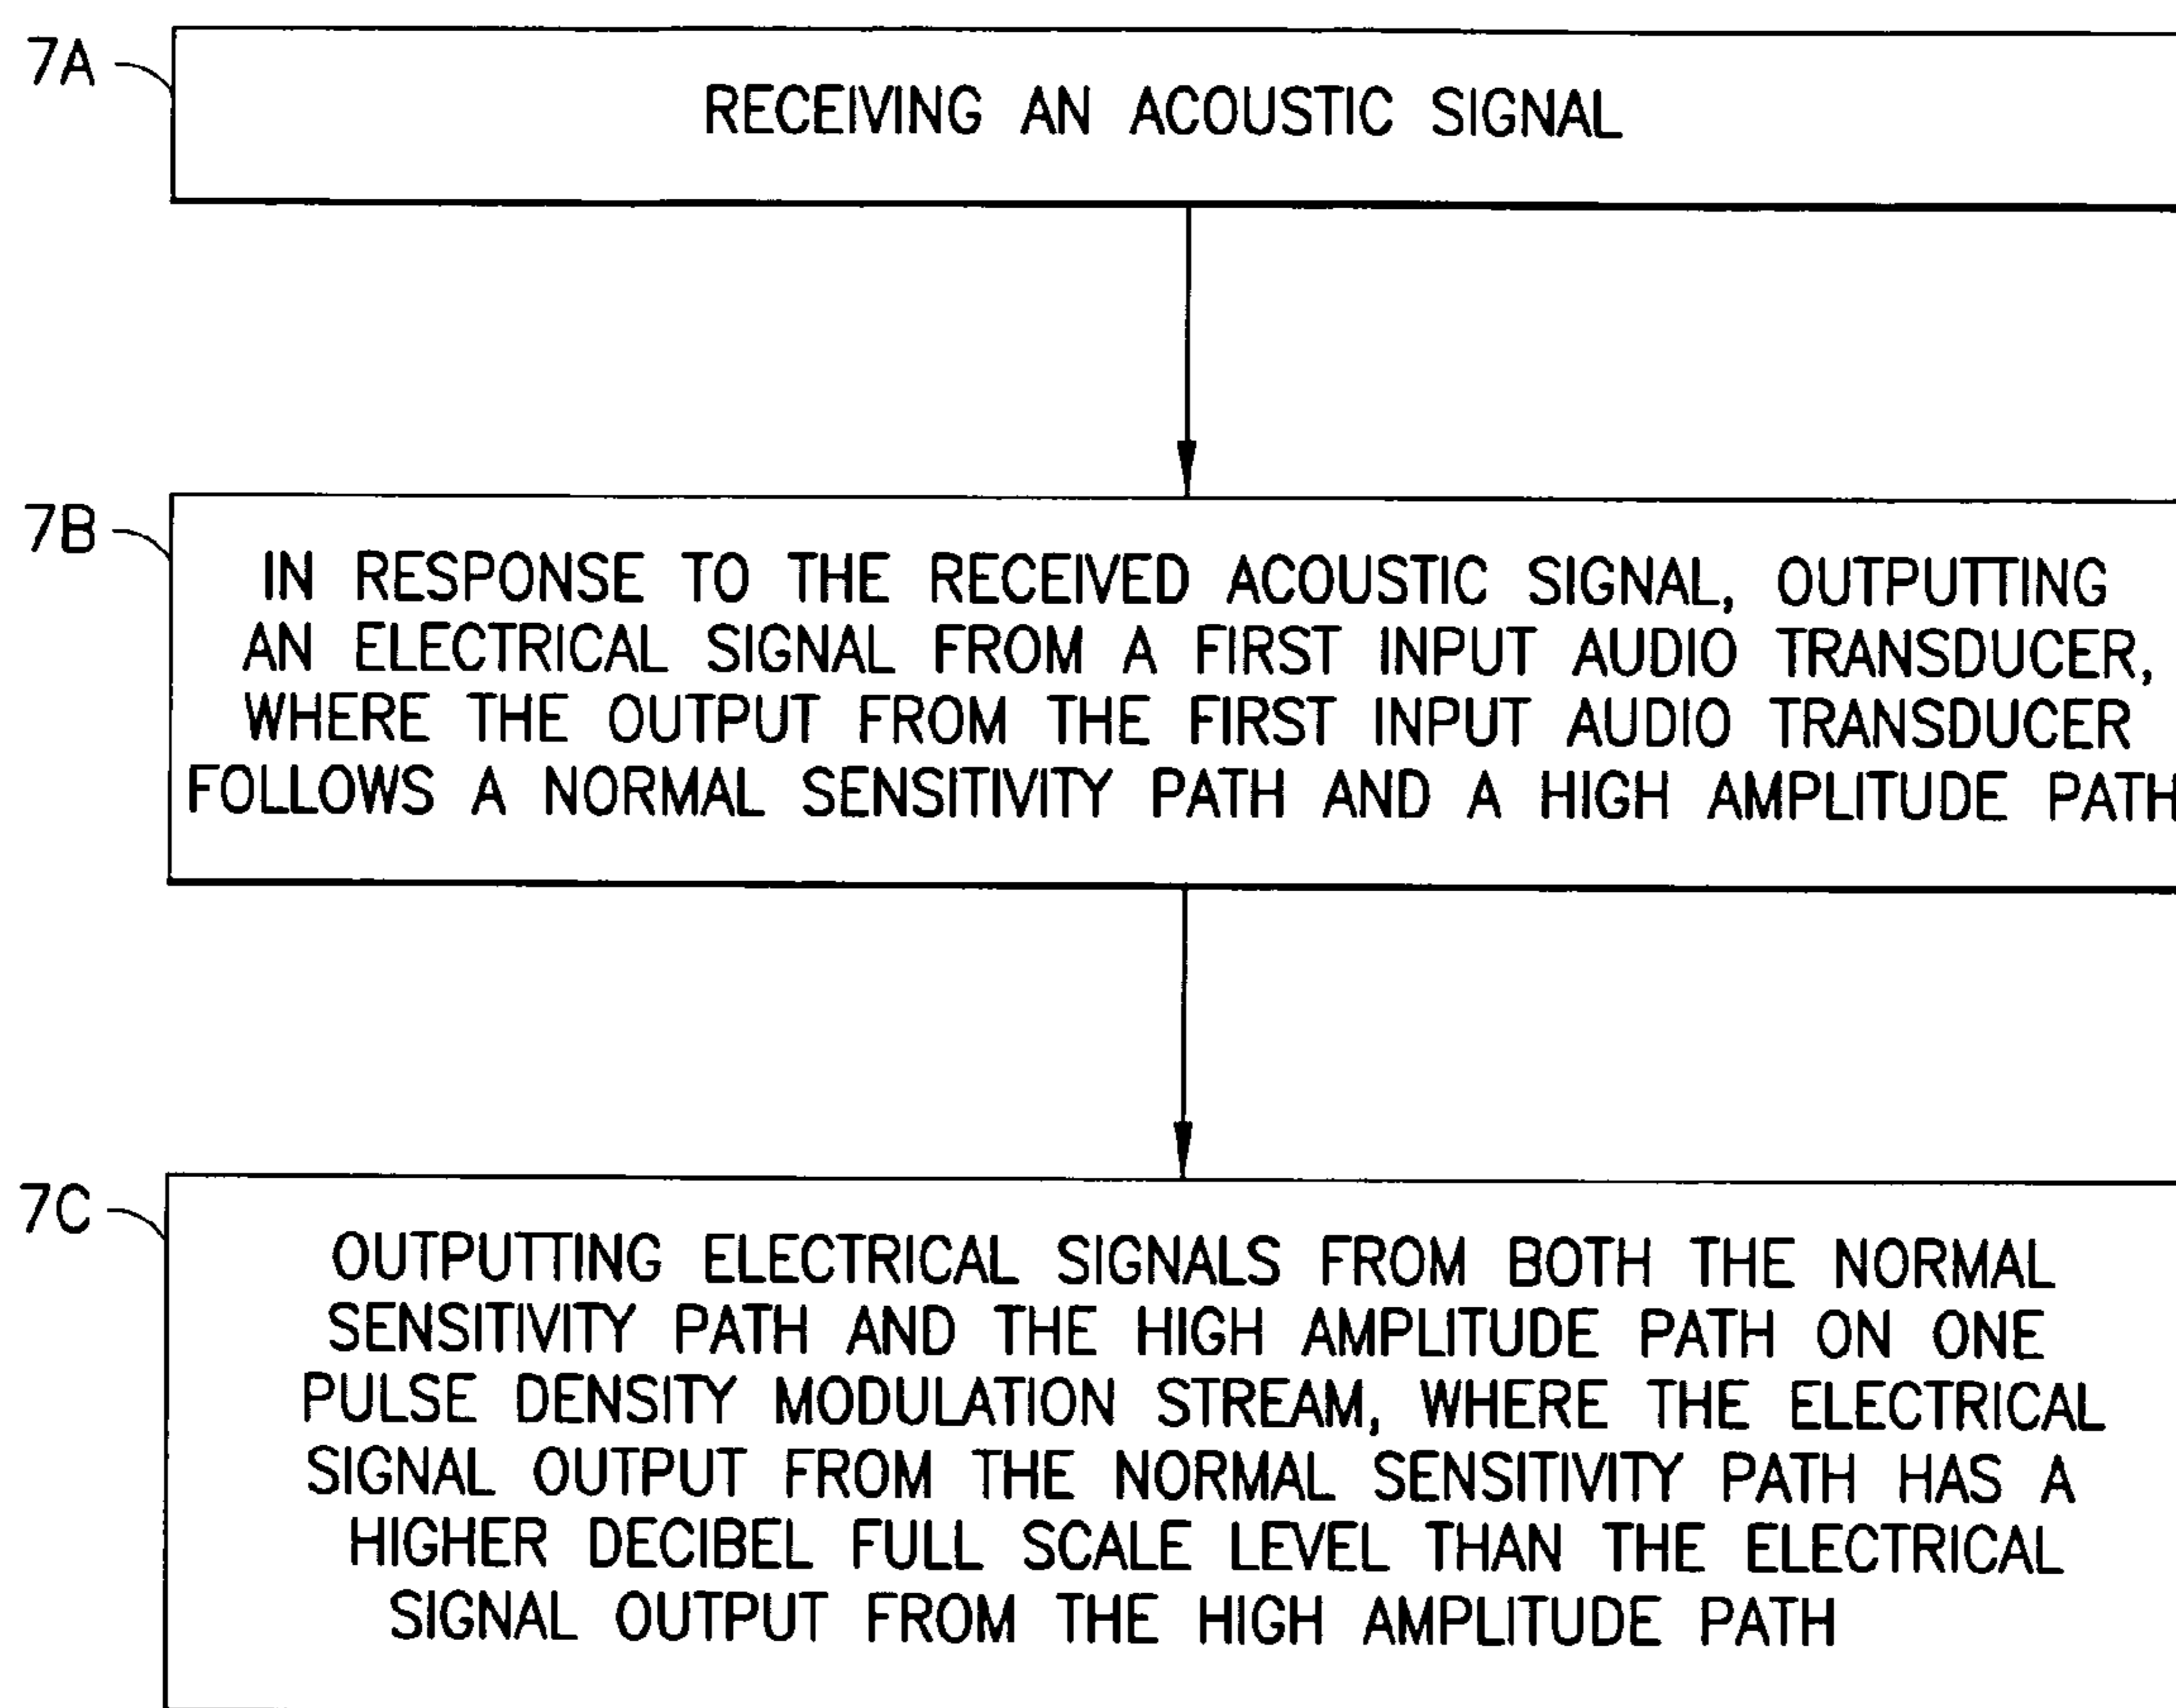 7A
RECEIVING AN ACOUSTIC SIGNAL
7B
IN RESPONSE TO THE RECEIVED ACOUSTIC SIGNAL, OUTPUTTING
AN ELECTRICAL SIGNAL FROM A FIRST INPUT AUDIO TRANSDUCER,
WHERE THE OUTPUT FROM THE FIRST INPUT AUDIO TRANSDUCER
FOLLOWS A NORMAL SENSITIVITY PATH AND A HIGH AMPLITUDE PATH
7C
OUTPUTTING ELECTRICAL SIGNALS FROM BOTH THE NORMAL
SENSITIVITY PATH AND THE HIGH AMPLITUDE PATH ON ONE
PULSE DENSITY MODULATION STREAM, WHERE THE ELECTRICAL
SIGNAL OUTPUT FROM THE NORMAL SENSITIVITY PATH HAS A
HIGHER DECIBEL FULL SCALE LEVEL THAN THE ELECTRICAL
SIGNAL OUTPUT FROM THE HIGH AMPLITUDE PATH